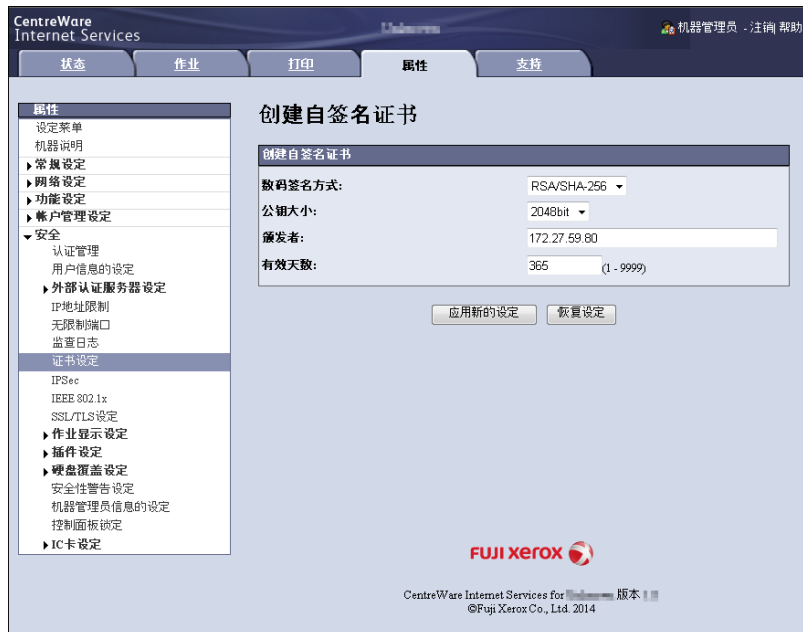 CentreWare
Internet Services
机器管理员 - 注销| 帮助
状态
作业
打印
属性
支持
属性
设定菜单
机器说明
常规设定
网络设定
功能设定
帐户管理设定
安全
认证管理
用户信息的设定
外部认证服务器设定
IP地址限制
无限制端口
监查日志
证书设定
IPSec
IEEE 802.1x
SSL/TLS设定
作业显示设定
插件设定
硬盘覆盖设定
安全性警告设定
机器管理员信息的设定
控制面板锁定
IC卡设定
创建自签名证书
创建自签名证书
数码签名方式:
RSA/SHA-256
公钥大小:
2048bit
颁发者:
172.27.59.80
有效天数:
365 (1 - 9999)
应用新的设定
恢复设定
FUJI xerox
CentreWare Internet Services for 版本
©Fuji Xerox Co., Ltd. 2014